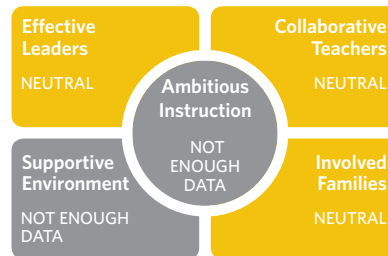 Effective
Leaders
NEUTRAL
Collaborative
Teachers
NEUTRAL
Ambitious
Instruction
NOT
ENOUGH
DATA
Supportive
Environment
NOT ENOUGH
DATA
Involved
Families
NEUTRAL